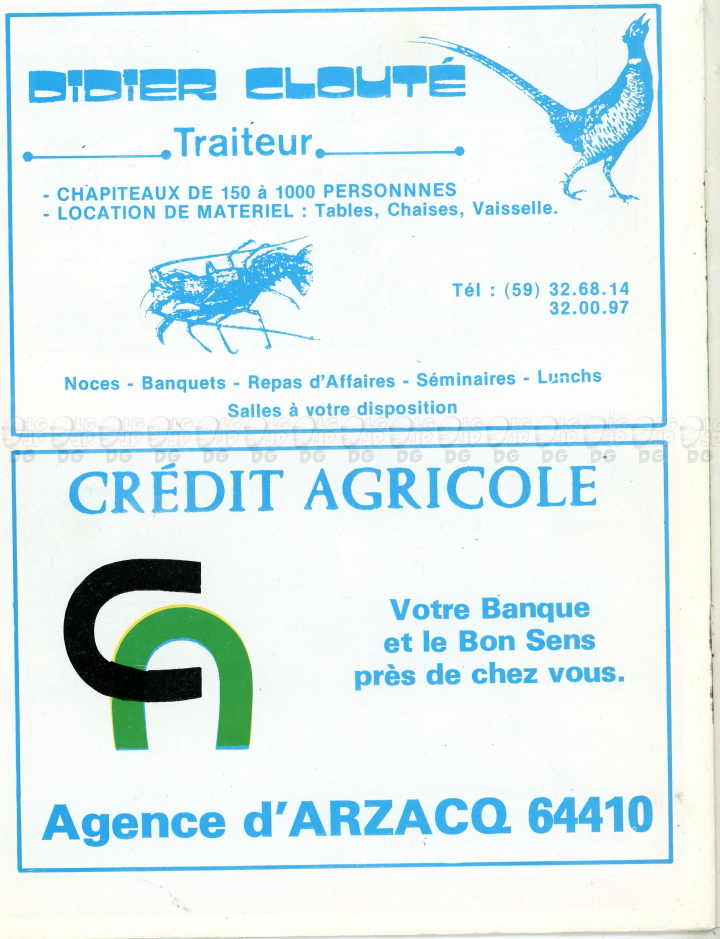 DIDIER CLOUTÉ
Traiteur
- CHAPITEAUX DE 150 à 1000 PERSONNNES
- LOCATION DE MATERIEL : Tables, Chaises, Vaisselle.
Tél : (59) 32.68.14
32.00.97
Noces - Banquets - Repas d'Affaires - Séminaires - Lunchs
Salles à votre disposition
CRÉDIT AGRICOLE
CA
Votre Banque
et le Bon Sens
près de chez vous.
Agence d'ARZACQ 64410